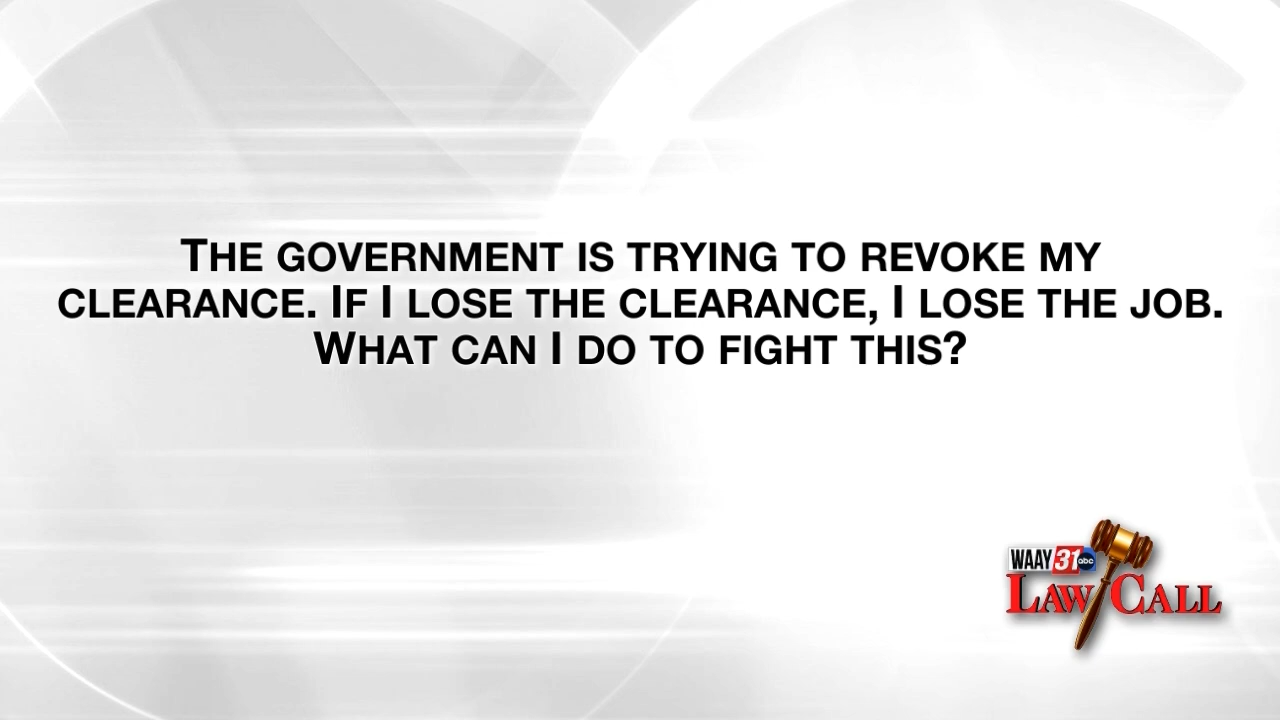 THE GOVERNMENT IS TRYING TO REVOKE MY
CLEARANCE. IF I LOSE THE CLEARANCE, I LOSE THE JOB.
WHAT CAN I DO TO FIGHT THIS?
WAAY 31 abc
LAW CALL